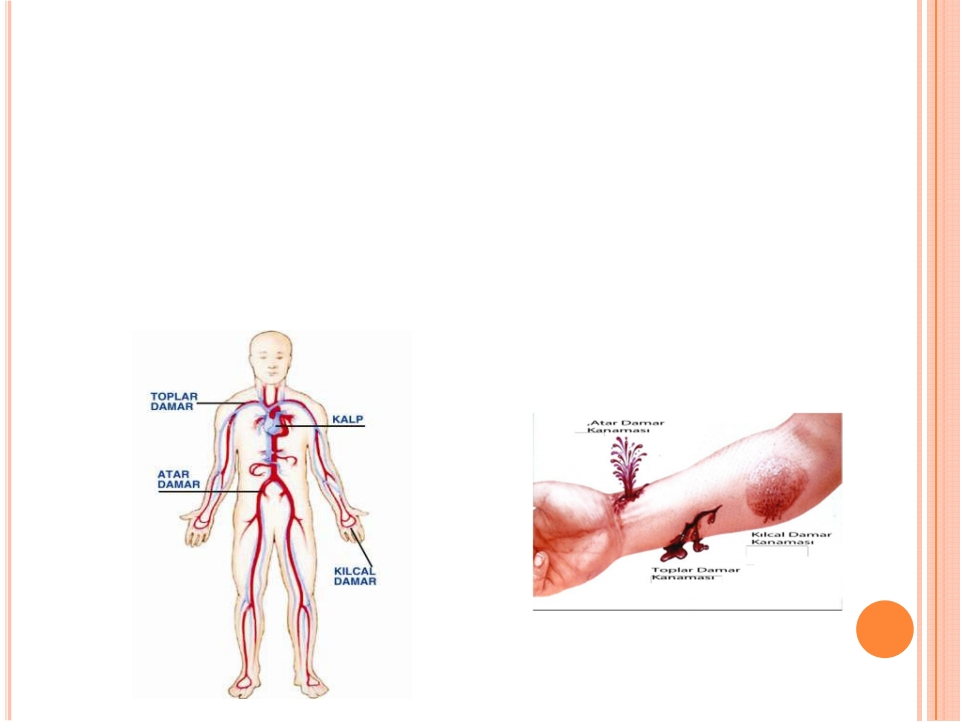 TOPLAR
DAMAR
KALP
ATAR
DAMAR
KILCAL
DAMAR
,Atar Damar
Kanaması
Kılcal Damar
Kanaması
Toplar Damar
Kanaması